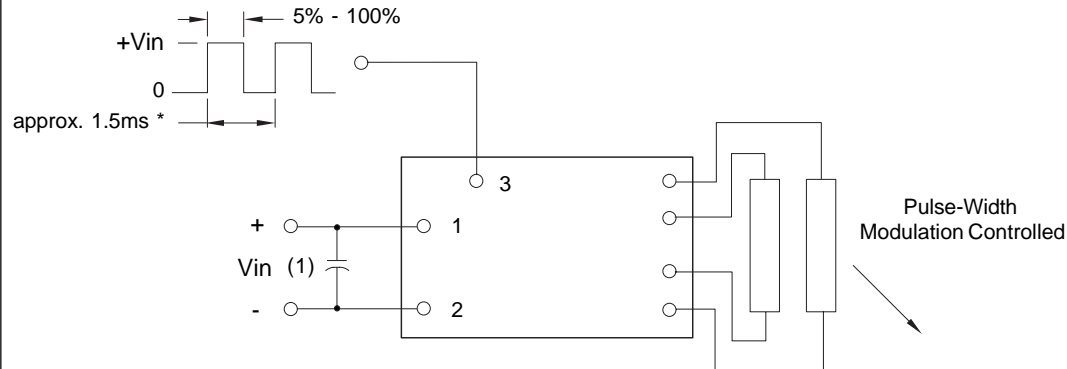 5% - 100%
+Vin
0
approx. 1.5ms *
3
+
1
Vin (1)
-
2
Pulse-Width
Modulation Controlled